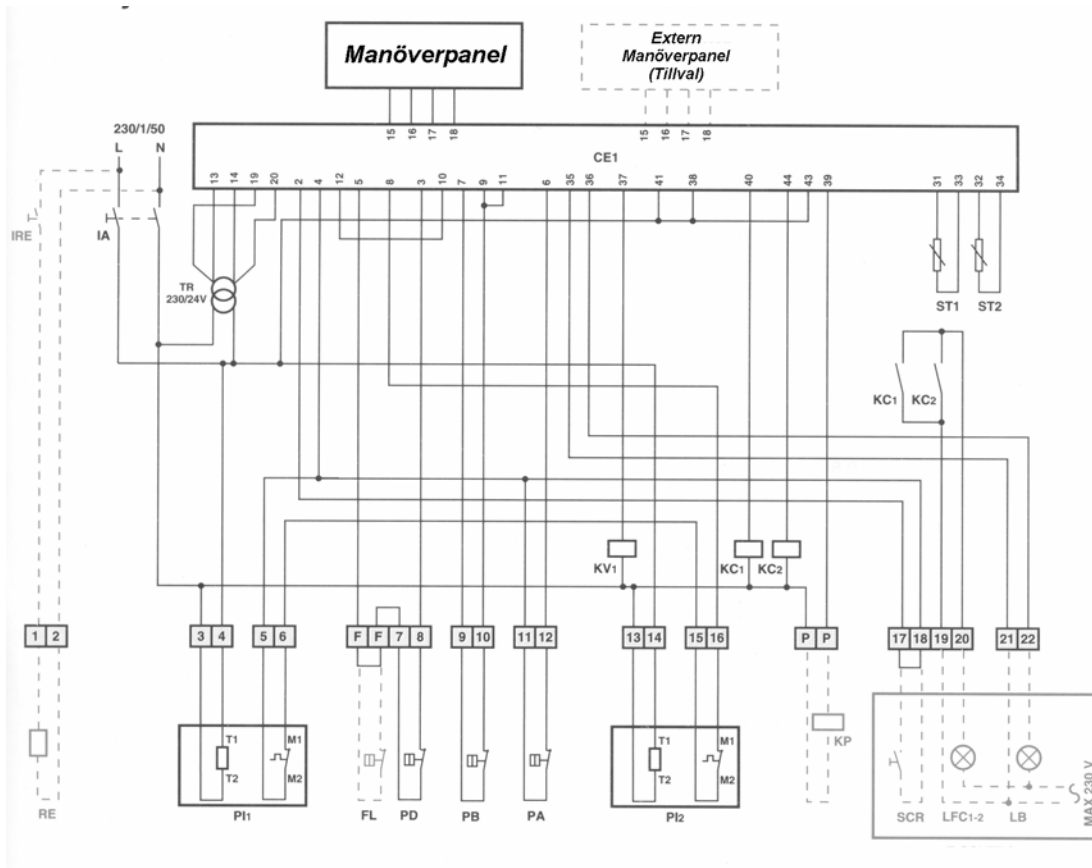 Manöverpanel
Extern
Manöverpanel
(Tillval)
15 16 17 18
15 16 17 18
230/1/50
L N
CE1
13 14 19 20 2 4 12 5 8 3 10 7 9 11 6 35 36 37 41 38 40 44 43 39 31 33 32 34
IRE
IA
TR
230/24V
ST1 ST2
KC1 KC2
KV1 KC1 KC2
1 2 3 4 5 6 F F 7 8 9 10 11 12 13 14 15 16 P P 17 18 19 20 21 22
T1 M1 T1 M1
KP
T2 M2 T2 M2
MAX 230 V
RE PI1 FL PD PB PA PI2 SCR LFC1-2 LB